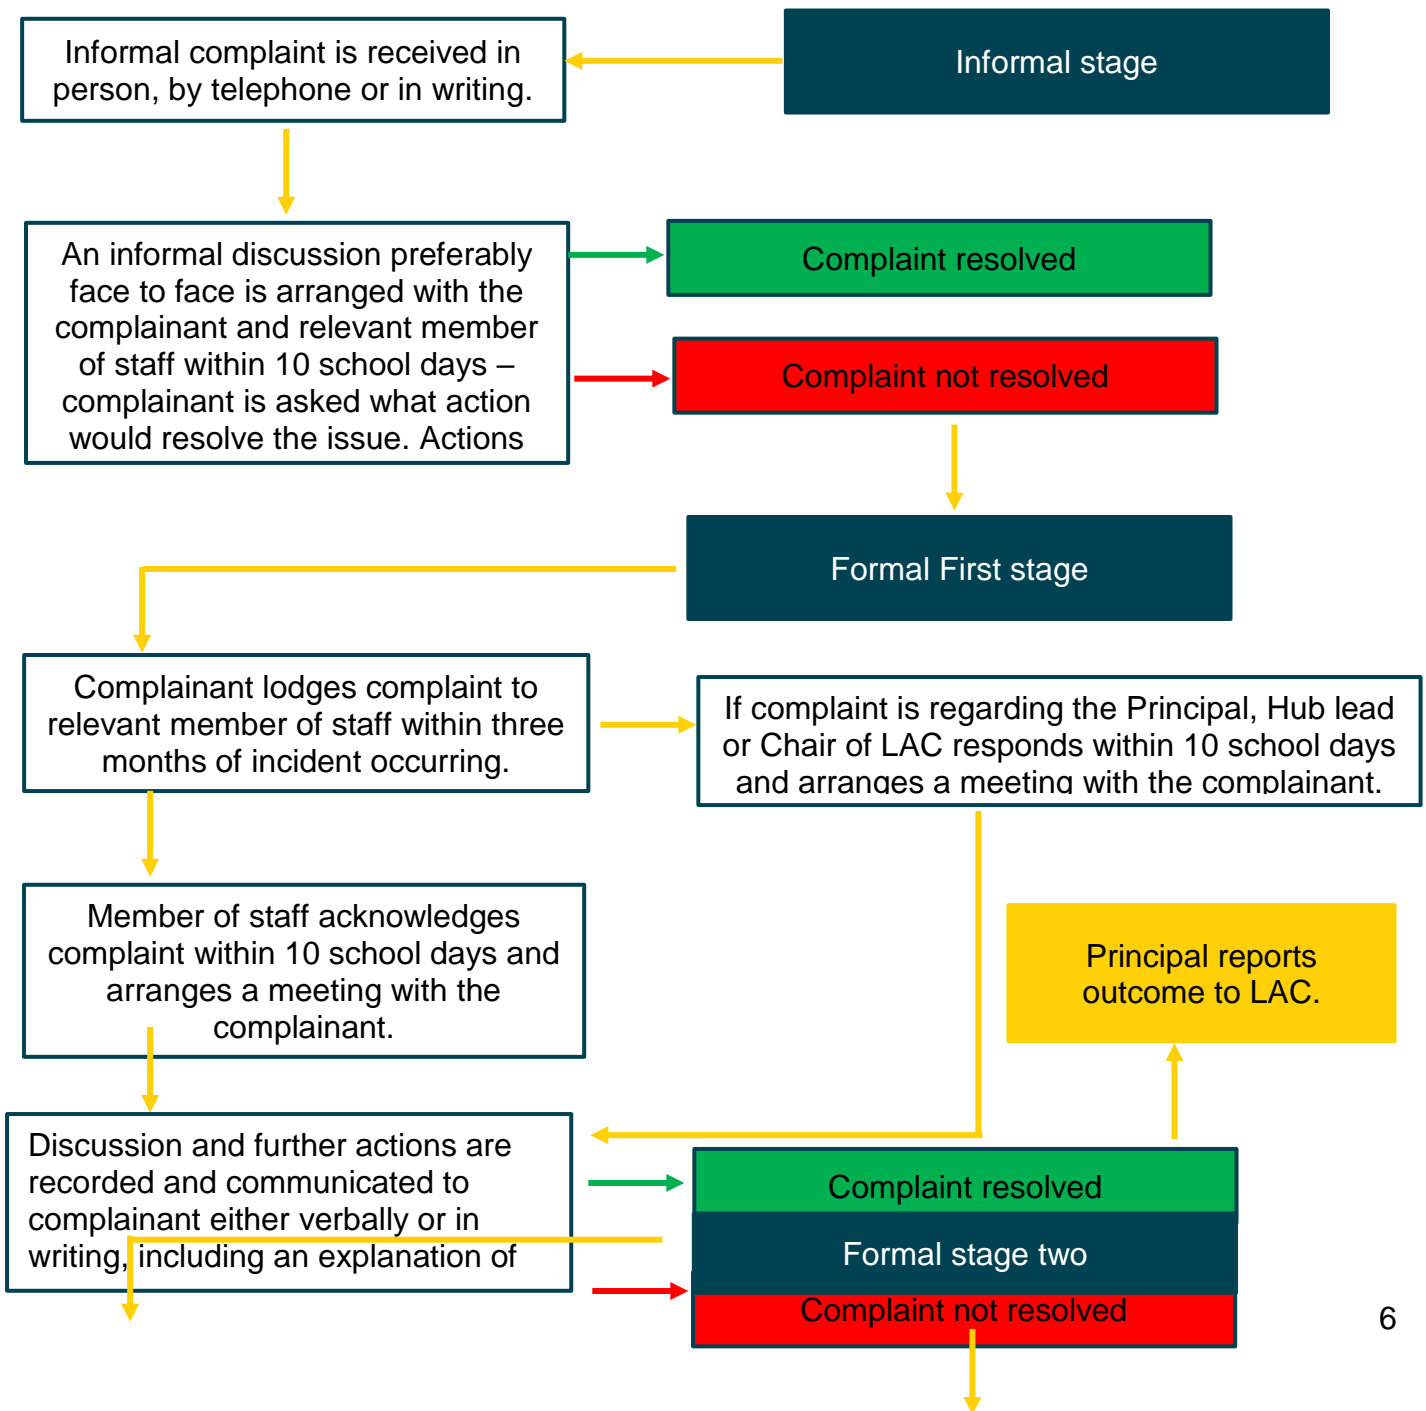 Informal complaint is received in
person, by telephone or in writing.
Informal stage
An informal discussion preferably
face to face is arranged with the
complainant and relevant member
of staff within 10 school days –
complainant is asked what action
would resolve the issue. Actions
Complaint resolved
Complaint not resolved
Formal First stage
Complainant lodges complaint to
relevant member of staff within three
months of incident occurring.
If complaint is regarding the Principal, Hub lead
or Chair of LAC responds within 10 school days
and arranges a meeting with the complainant.
Member of staff acknowledges
complaint within 10 school days and
arranges a meeting with the
complainant.
Principal reports
outcome to LAC.
Discussion and further actions are
recorded and communicated to
complainant either verbally or in
writing, including an explanation of
Complaint resolved
Formal stage two
Complaint not resolved
6